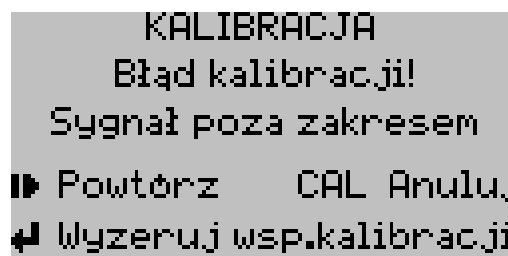 KALIBRACJA
Błąd kalibracji!
Sygnał poza zakresem
Powtórz CAL Anuluj
Wyzeruj wsp.kalibracji